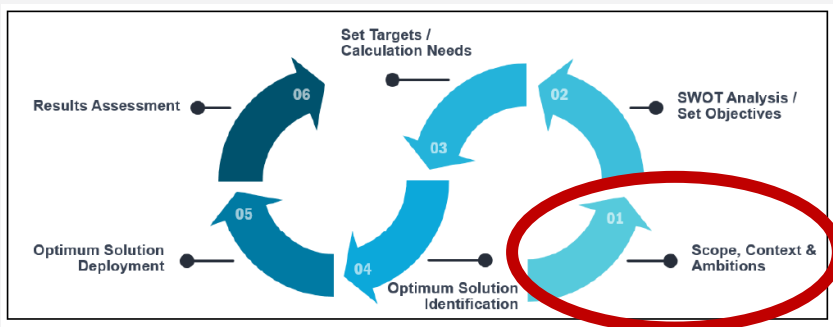 Set Targets /
Calculation Needs
06
02
Results Assessment
SWOT Analysis /
Set Objectives
03
05
01
Optimum Solution
Deployment
04
Scope, Context &
Ambitions
Optimum Solution
Identification